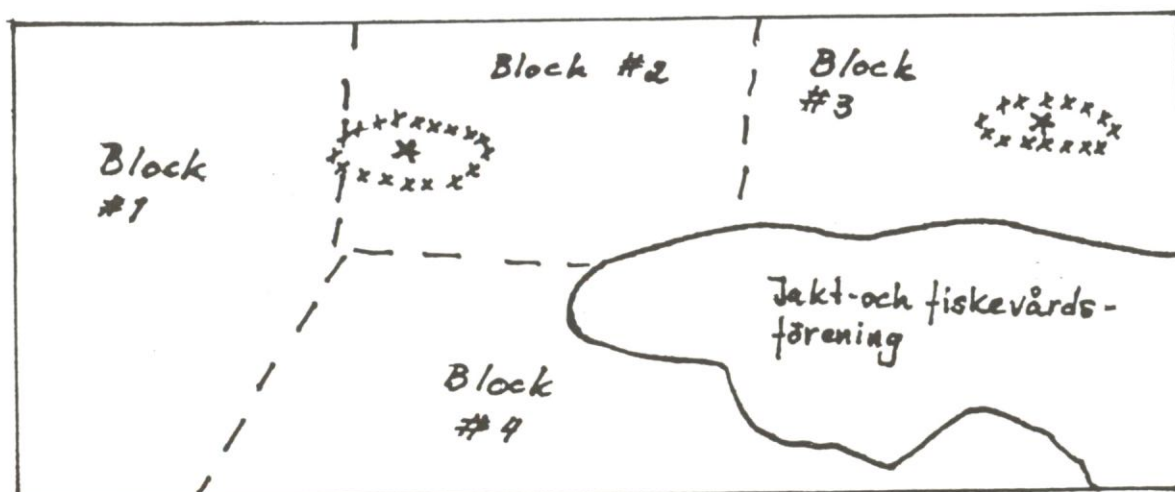 Block #2
Block
#3
Block
#1
Jakt-och fiskevårds-
förening
Block
#4